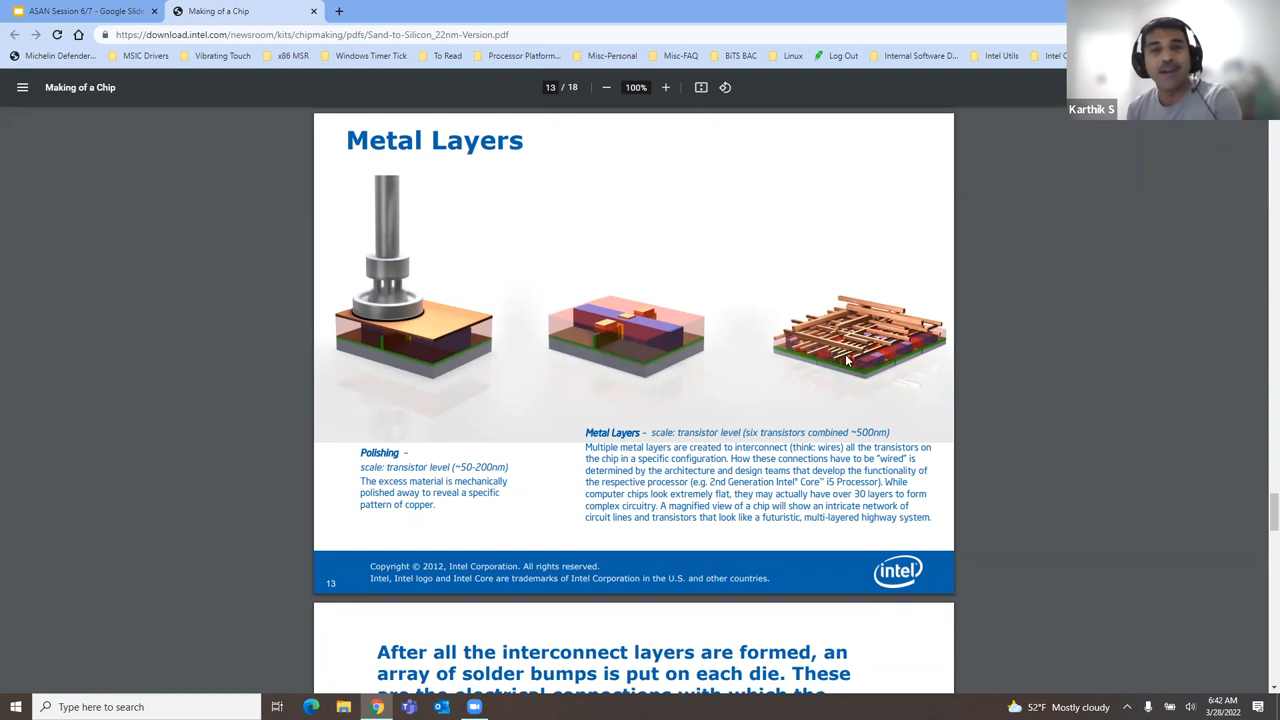 ASAN Session 6/7 - Google Slide
Making of a Chip
https://download.intel.com/newsroom/kits/chipmaking/pdfs/Sand-to-Silicon_22nm-Version.pdf
Michelin Defender...
MSIC Drivers
Vibrating Touch
x86 MSR
Windows Timer Tick
To Read
Processor Platform...
Misc-Personal
Misc-FAQ
BiTS BAC
Linux
Log Out
Internal Software D...
Intel Utils
Intel
Making of a Chip
13 / 18
100%
Karthik S
Metal Layers
Polishing –
scale: transistor level (~50-200nm)
The excess material is mechanically
polished away to reveal a specific
pattern of copper.
Metal Layers – scale: transistor level (six transistors combined ~500nm)
Multiple metal layers are created to interconnect (think: wires) all the transistors on
the chip in a specific configuration. How these connections have to be “wired” is
determined by the architecture and design teams that develop the functionality of
the respective processor (e.g. 2nd Generation Intel® Core™ i5 Processor). While
computer chips look extremely flat, they may actually have over 30 layers to form
complex circuitry. A magnified view of a chip will show an intricate network of
circuit lines and transistors that look like a futuristic, multi-layered highway system.
13
Copyright © 2012, Intel Corporation. All rights reserved.
Intel, Intel logo and Intel Core are trademarks of Intel Corporation in the U.S. and other countries.
intel
After all the interconnect layers are formed, an
array of solder bumps is put on each die. These
are the electrical connections with which the
Type here to search
52°F Mostly cloudy
6:42 AM
3/28/2022